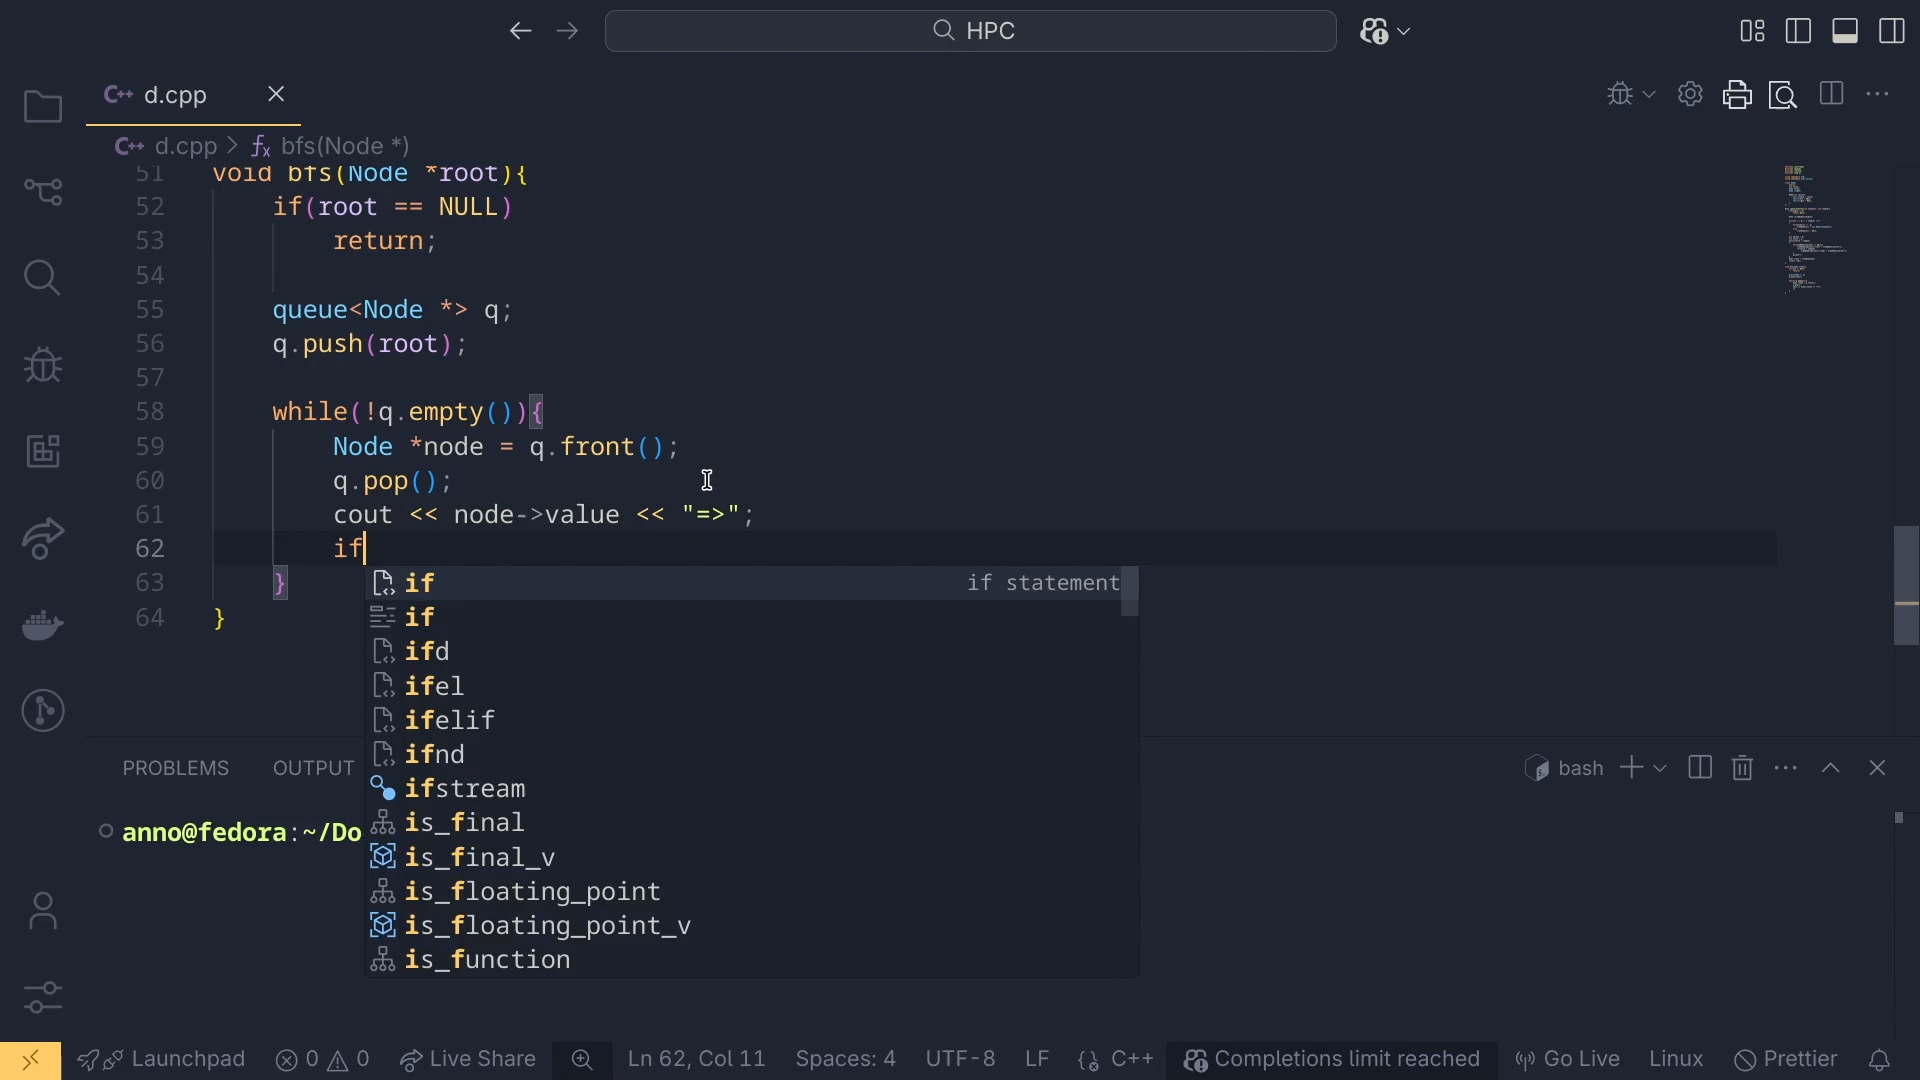 HPC
C++ d.cpp
C++ d.cpp > fx bfs(Node *)
51 void bfs(Node *root){
52 if(root == NULL)
53 return;
54
55 queue<Node *> q;
56 q.push(root);
57
58 while(!q.empty()){
59 Node *node = q.front();
60 q.pop();
61 cout << node->value << "=>";
62 if
63 }
64 }
if if statement
if
ifd
ifel
ifelif
ifnd
ifstream
is_final
is_final_v
is_floating_point
is_floating_point_v
is_function
PROBLEMS OUTPUT bash
anno@fedora:~/Do
Launchpad 0 0 Live Share Ln 62, Col 11 Spaces: 4 UTF-8 LF {} C++ Completions limit reached Go Live Linux Prettier